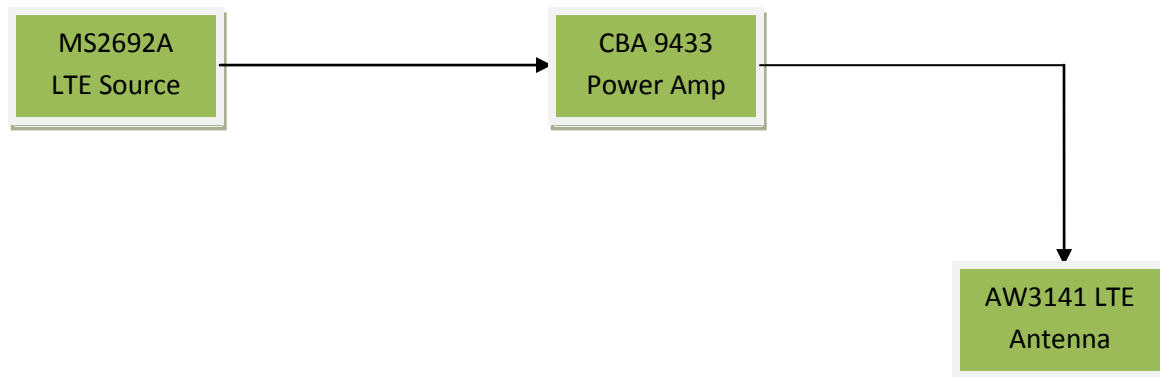 MS2692A
LTE Source
CBA 9433
Power Amp
AW3141 LTE
Antenna